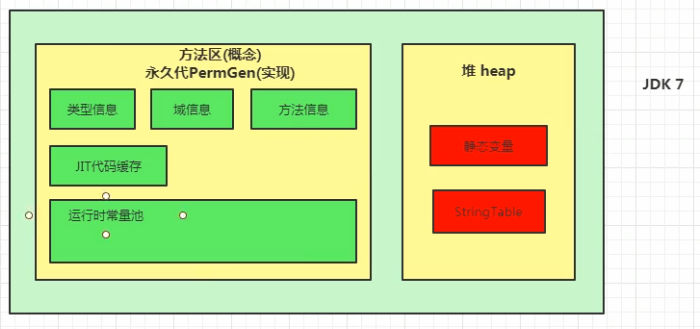 方法区(概念)
永久代PermGen(实现)
类型信息
域信息
方法信息
JIT代码缓存
运行时常量池
堆 heap
静态变量
StringTable
JDK 7